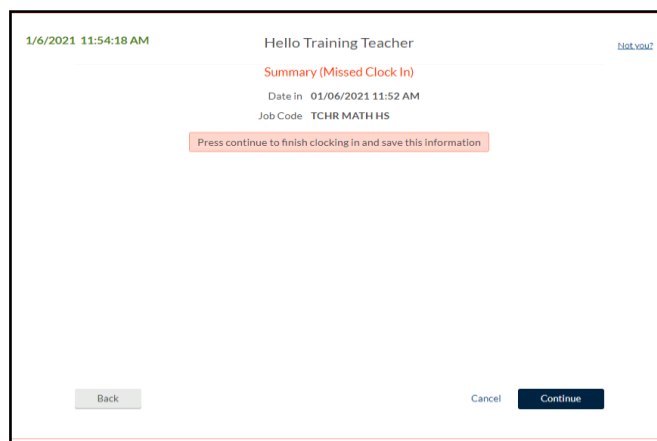 1/6/2021 11:54:18 AM
Hello Training Teacher
Not you?
Summary (Missed Clock In)
Date in 01/06/2021 11:52 AM
Job Code TCHR MATH HS
Press continue to finish clocking in and save this information
Back
Cancel
Continue